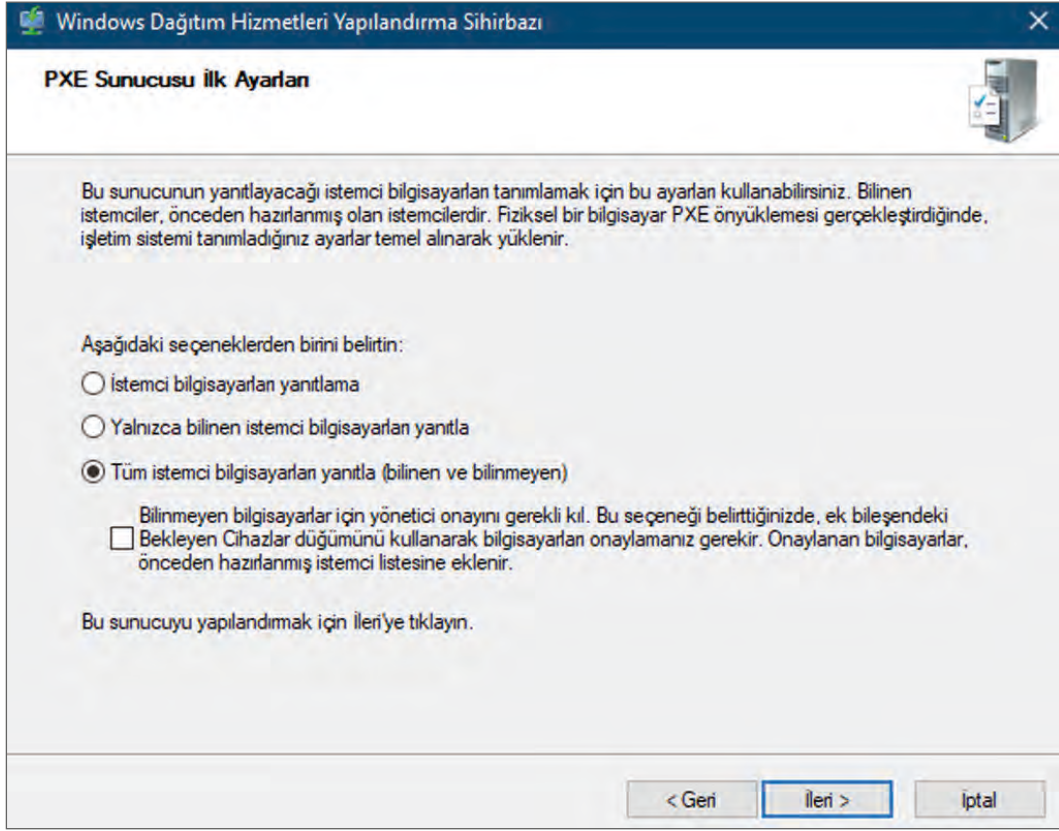 Windows Dağıtım Hizmetleri Yapılandırma Sihirbazı
PXE Sunucusu İlk Ayarları
Bu sunucunun yanıtlayacağı istemci bilgisayarları tanımlamak için bu ayarları kullanabilirsiniz. Bilinen
istemciler, önceden hazırlanmış olan istemcilerdir. Fiziksel bir bilgisayar PXE önyüklemesi gerçekleştirdiğinde,
işletim sistemi tanımladığınız ayarlar temel alınarak yüklenir.
Aşağıdaki seçeneklerden birini belirtin:
İstemci bilgisayarları yanıtlama
Yalnızca bilinen istemci bilgisayarları yanıtla
Tüm istemci bilgisayarları yanıtla (bilinen ve bilinmeyen)
Bilinmeyen bilgisayarlar için yönetici onayını gerekli kıl. Bu seçeneği belirttiğinizde, ek bileşendeki
Bekleyen Cihazlar düğümünü kullanarak bilgisayarları onaylamanız gerekir. Onaylanan bilgisayarlar,
önceden hazırlanmış istemci listesine eklenir.
Bu sunucuyu yapılandırmak için İleri'ye tıklayın.
< Geri
İleri >
İptal